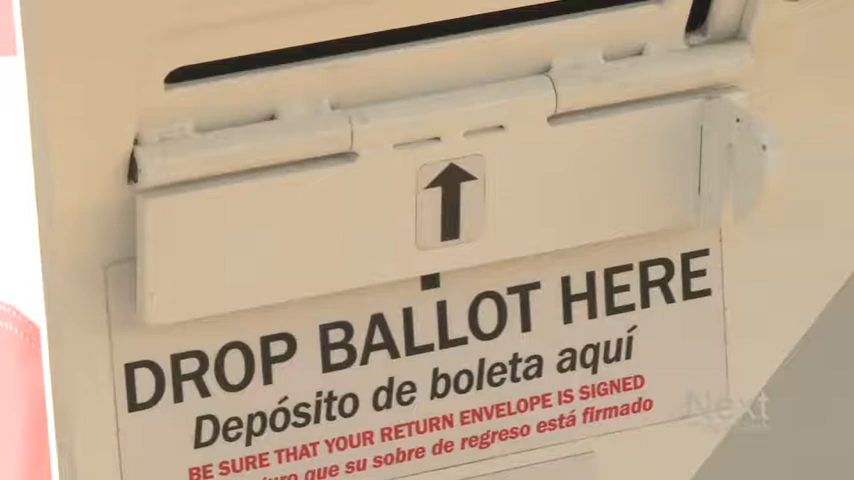 DROP BALLOT HERE
Depósito de boleta aquí
BE SURE THAT YOUR RETURN ENVELOPE IS SIGNED
que su sobre de regreso está firmado
Next